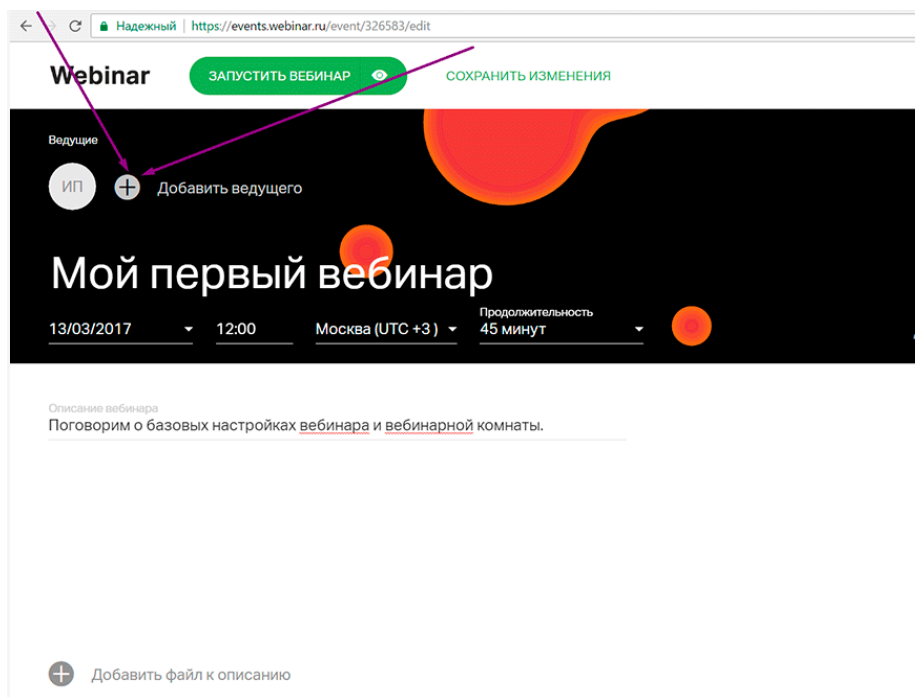 Надежный | https://events.webinar.ru/event/326583/edit
Webinar ЗАПУСТИТЬ ВЕБИНАР СОХРАНИТЬ ИЗМЕНЕНИЯ
Ведущие
ИП Добавить ведущего
Мой первый вебинар
Продолжительность
13/03/2017 12:00 Москва (UTC +3 ) 45 минут
Описание вебинара
Поговорим о базовых настройках вебинара и вебинарной комнаты.
Добавить файл к описанию